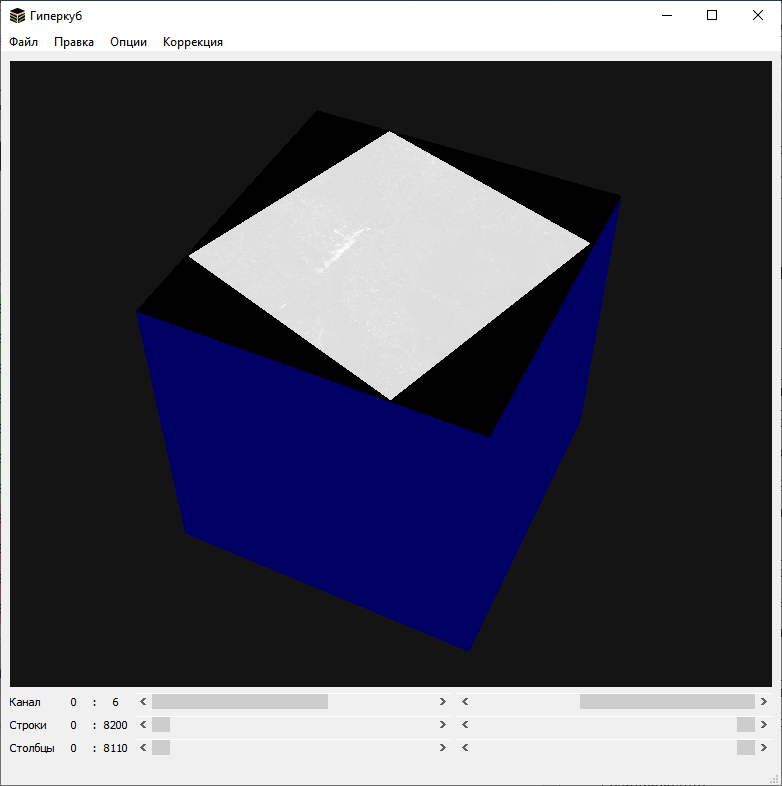 Гиперкуб
Файл Правка Опции Коррекция
Канал 0 : 6
Строки 0 : 8200
Столбцы 0 : 8110